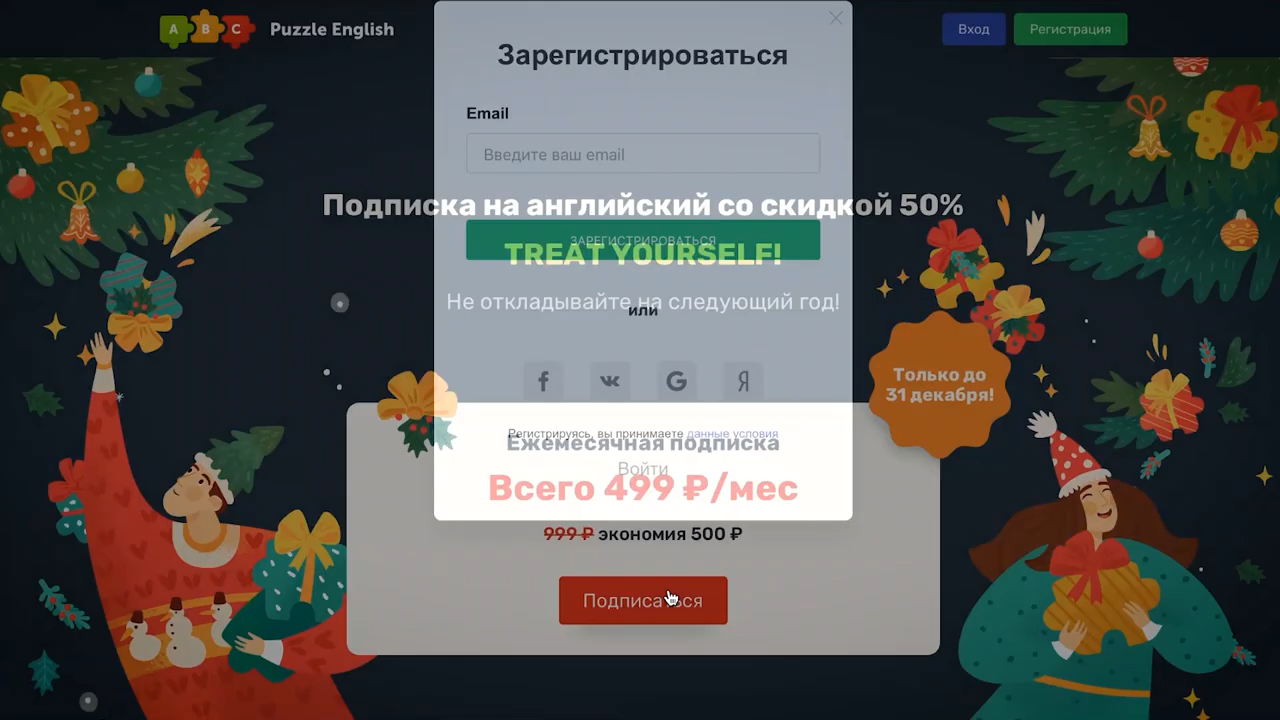 A B C
Puzzle English
Вход
Регистрация
Зарегистрироваться
Email
Введите ваш email
Подписка на английский со скидкой 50%
ЗАРЕГИСТРИРОВАТЬСЯ
TREAT YOURSELF!
Не откладывайте на следующий год!
или
f
вк
G
Я
Только до
31 декабря!
Регистрируясь, вы принимаете данные условия
Ежемесячная подписка
Войти
Всего 499 ₽/мес
999 ₽ экономия 500 ₽
Подписаться